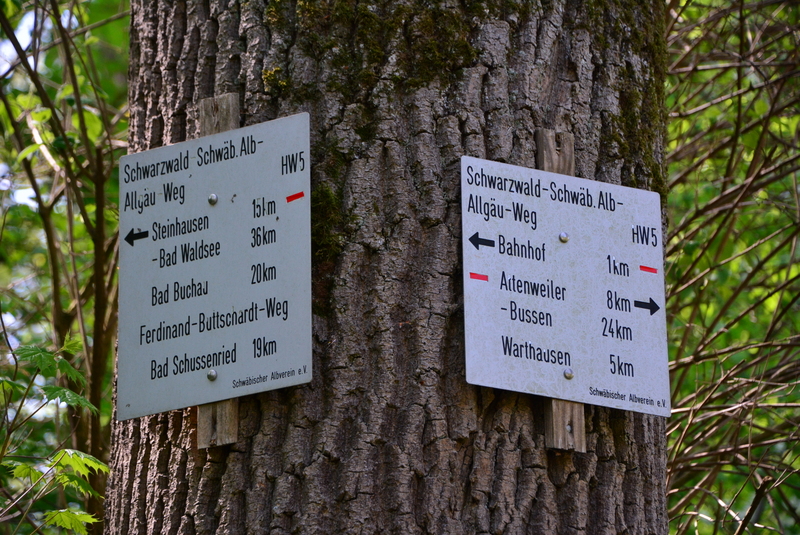 Schwarzwald-Schwäb.Alb-
Allgäu-Weg HW5
Steinhausen 15km
-Bad Waldsee 36km
Bad Buchau 20km
Ferdinand-Buttschardt-Weg
Bad Schussenried 19km
Schwäbischer Albverein e.V.
Schwarzwald-Schwäb.Alb-
Allgäu-Weg HW5
Bahnhof 1km
Attenweiler 8km
-Bussen 24km
Warthausen 5km
Schwäbischer Albverein e.V.